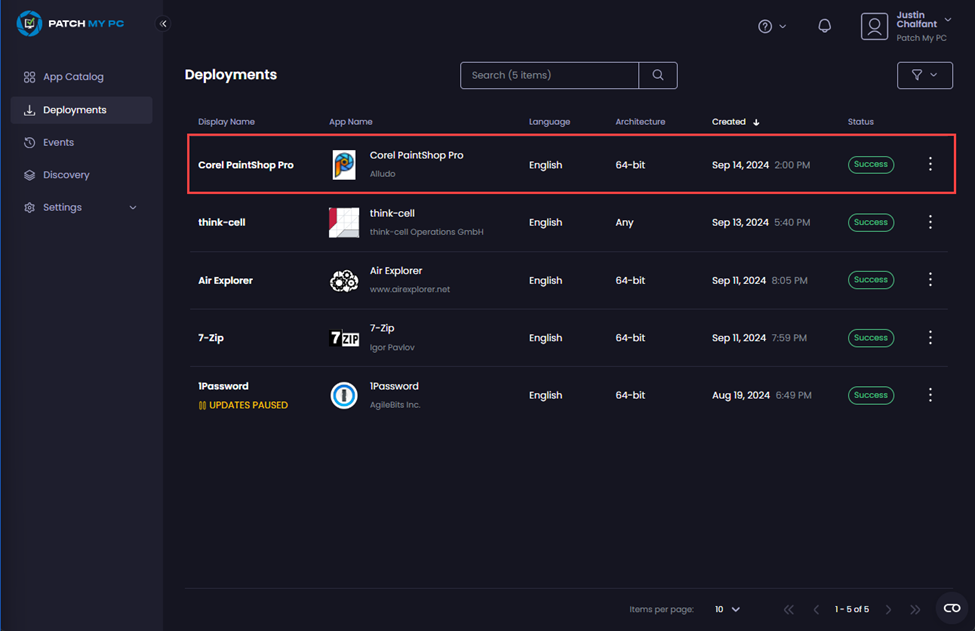 PATCH MY PC
Justin
Chalfant
Patch My PC
App Catalog
Deployments
Events
Discovery
Settings
Deployments
Search (5 items)
Display Name App Name Language Architecture Created Status
Corel PaintShop Pro Corel PaintShop Pro English 64-bit Sep 14, 2024 2:00 PM Success
Alludo
think-cell think-cell English Any Sep 13, 2024 5:40 PM Success
think-cell Operations GmbH
Air Explorer Air Explorer English 64-bit Sep 11, 2024 8:05 PM Success
www.airexplorer.net
7-Zip 7ZIP 7-Zip English 64-bit Sep 11, 2024 7:59 PM Success
Igor Pavlov
1Password 1Password English 64-bit Aug 19, 2024 6:49 PM Success
UPDATES PAUSED AgileBits Inc.
Items per page: 10 1 - 5 of 5